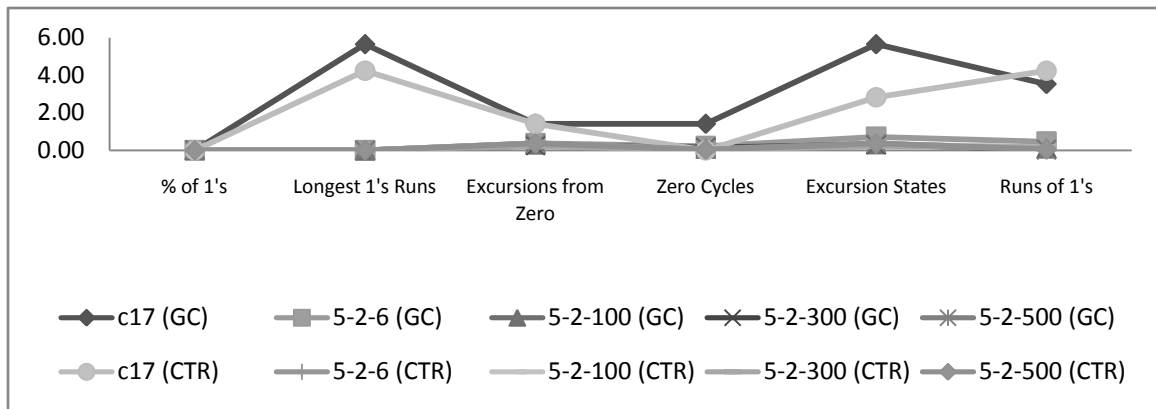 6.00
4.00
2.00
0.00
% of 1's Longest 1's Runs Excursions from Zero Cycles Excursion States Runs of 1's
Zero
c17 (GC) 5-2-6 (GC) 5-2-100 (GC) 5-2-300 (GC) 5-2-500 (GC)
c17 (CTR) 5-2-6 (CTR) 5-2-100 (CTR) 5-2-300 (CTR) 5-2-500 (CTR)